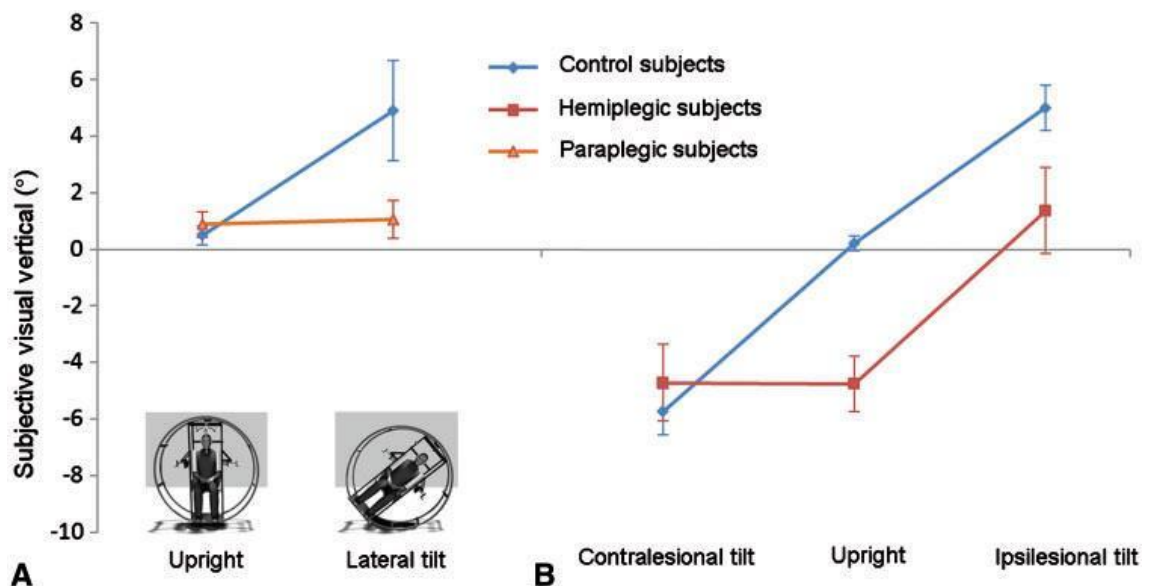 8
6
4
2
0
-2
-4
-6
-8
-10
Subjective visual vertical (°)
Control subjects
Hemiplegic subjects
Paraplegic subjects
A
Upright
Lateral tilt
B
Contralesional tilt
Upright
Ipsilesional tilt